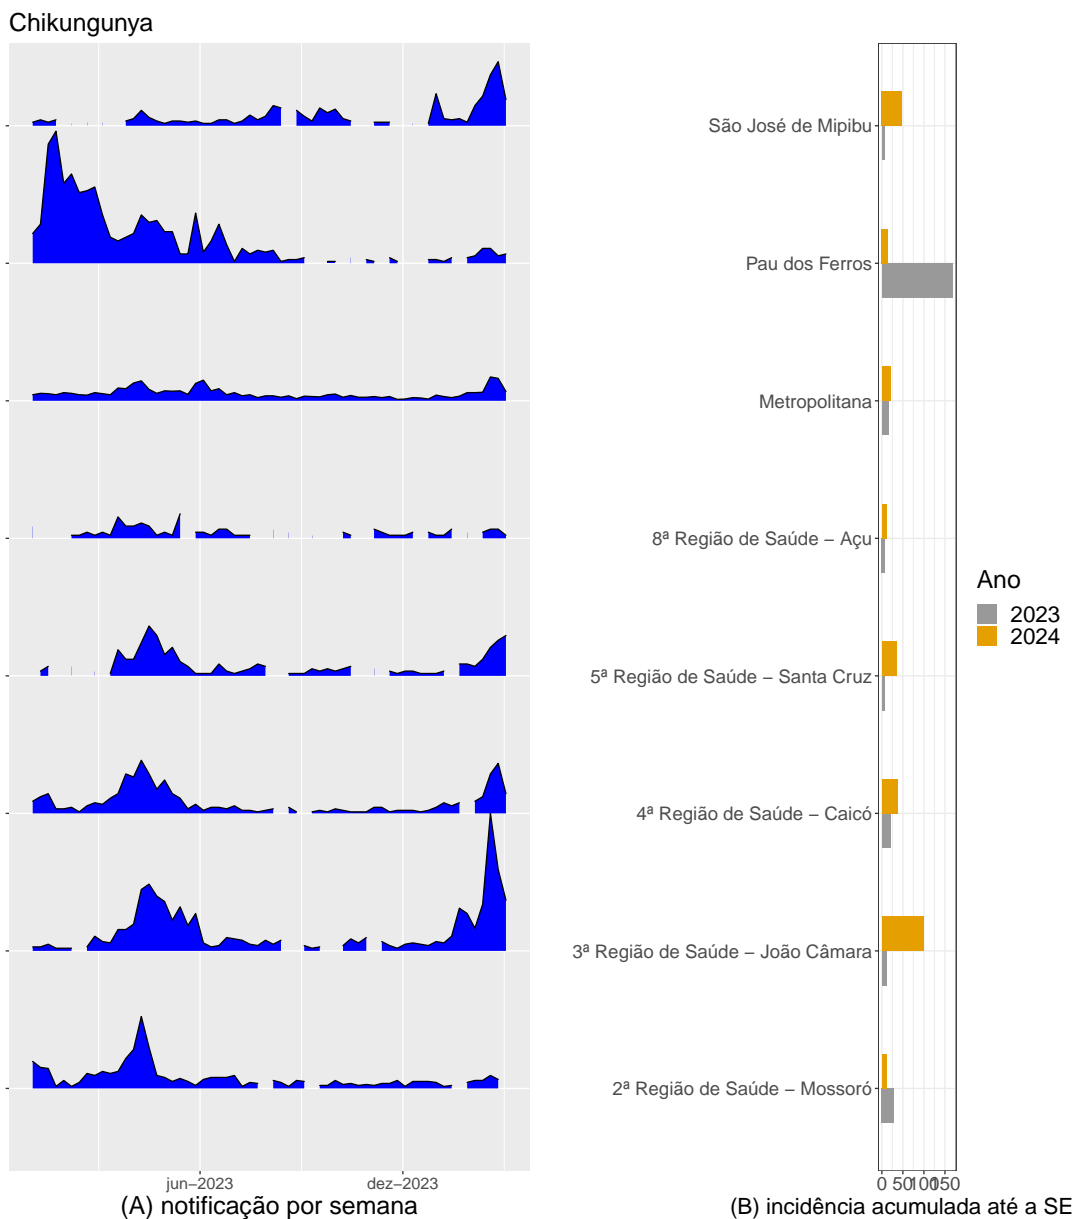 Chikungunya
São José de Mipibu
Pau dos Ferros
Metropolitana
8ª Região de Saúde – Açu
5ª Região de Saúde – Santa Cruz
4ª Região de Saúde – Caicó
3ª Região de Saúde – João Câmara
2ª Região de Saúde – Mossoró
Ano
2023
2024
jun–2023 dez–2023
0 50 100 150
(A) notificação por semana
(B) incidência acumulada até a SE